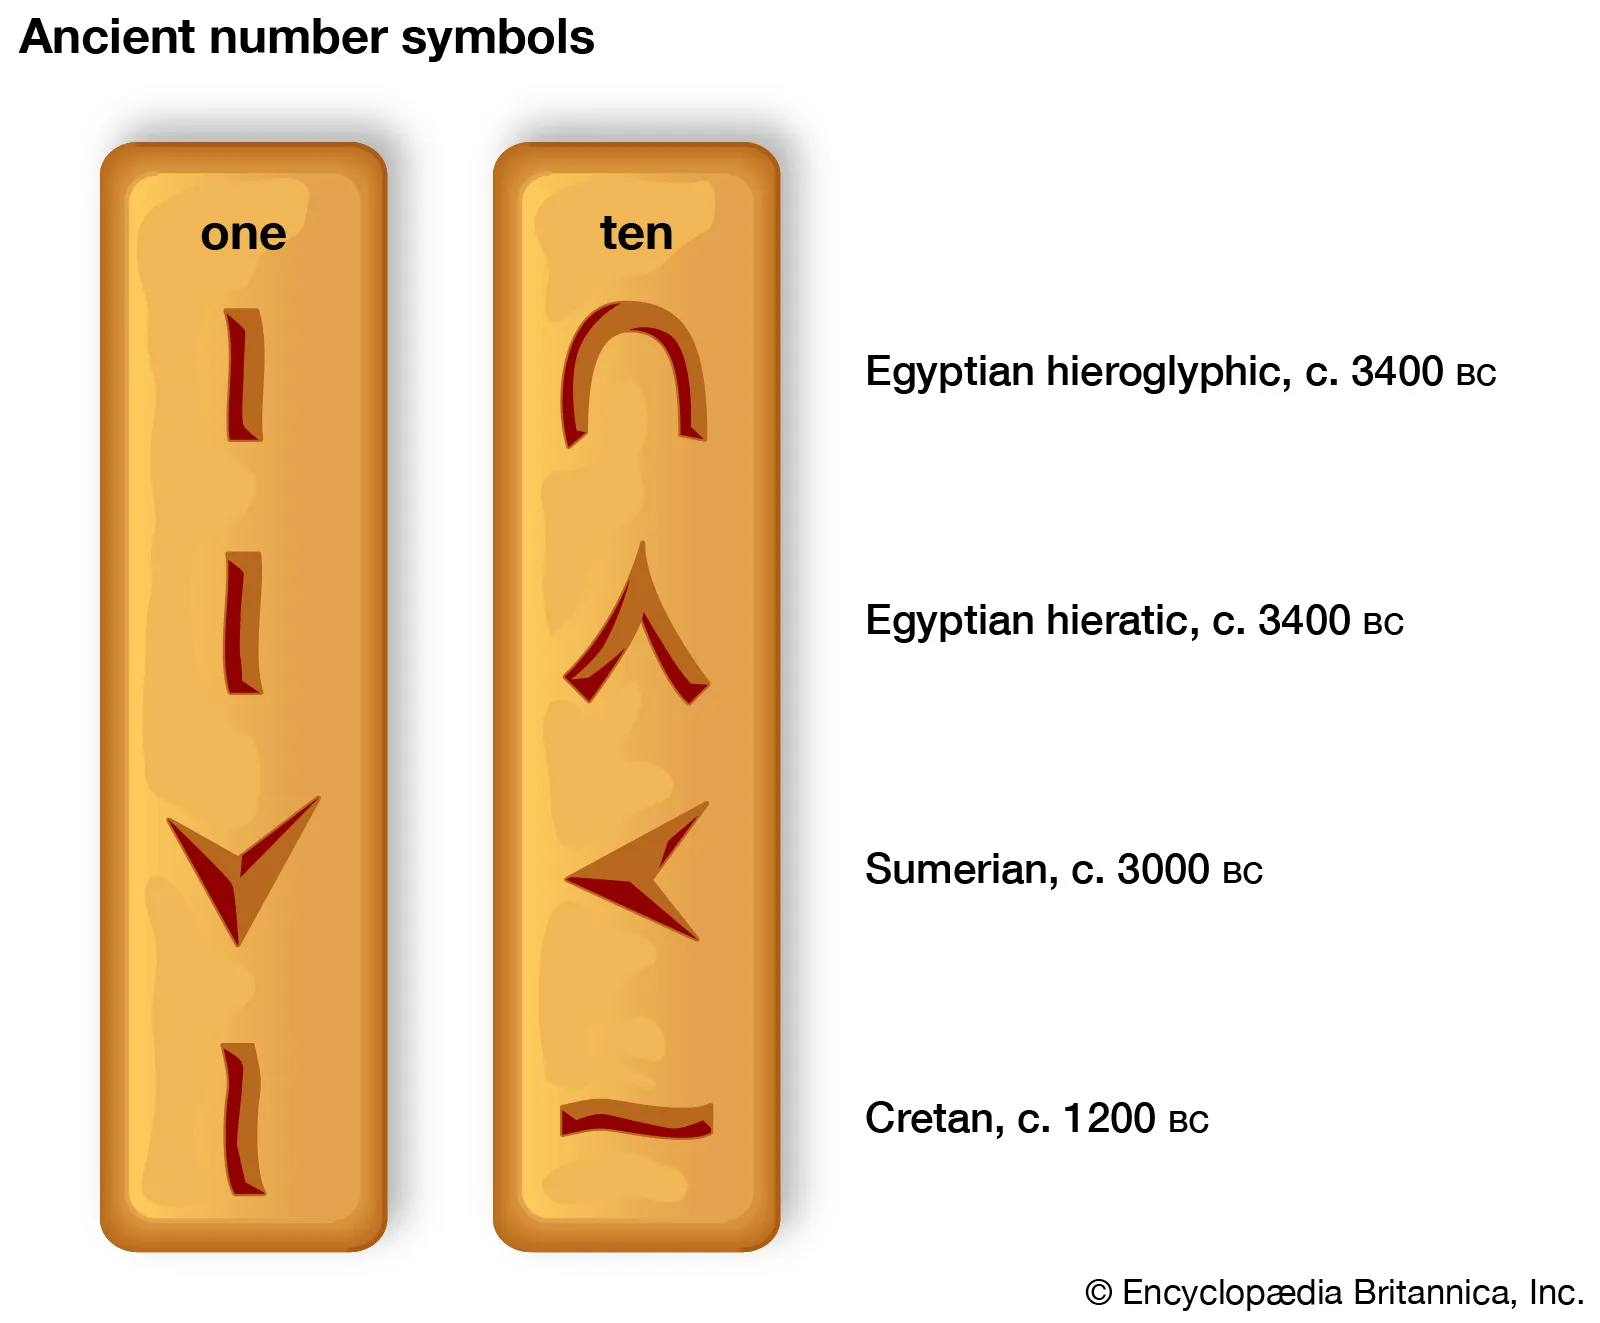 Ancient number symbols
one
ten
Egyptian hieroglyphic, c. 3400 BC
Egyptian hieratic, c. 3400 BC
Sumerian, c. 3000 BC
Cretan, c. 1200 BC
© Encyclopædia Britannica, Inc.